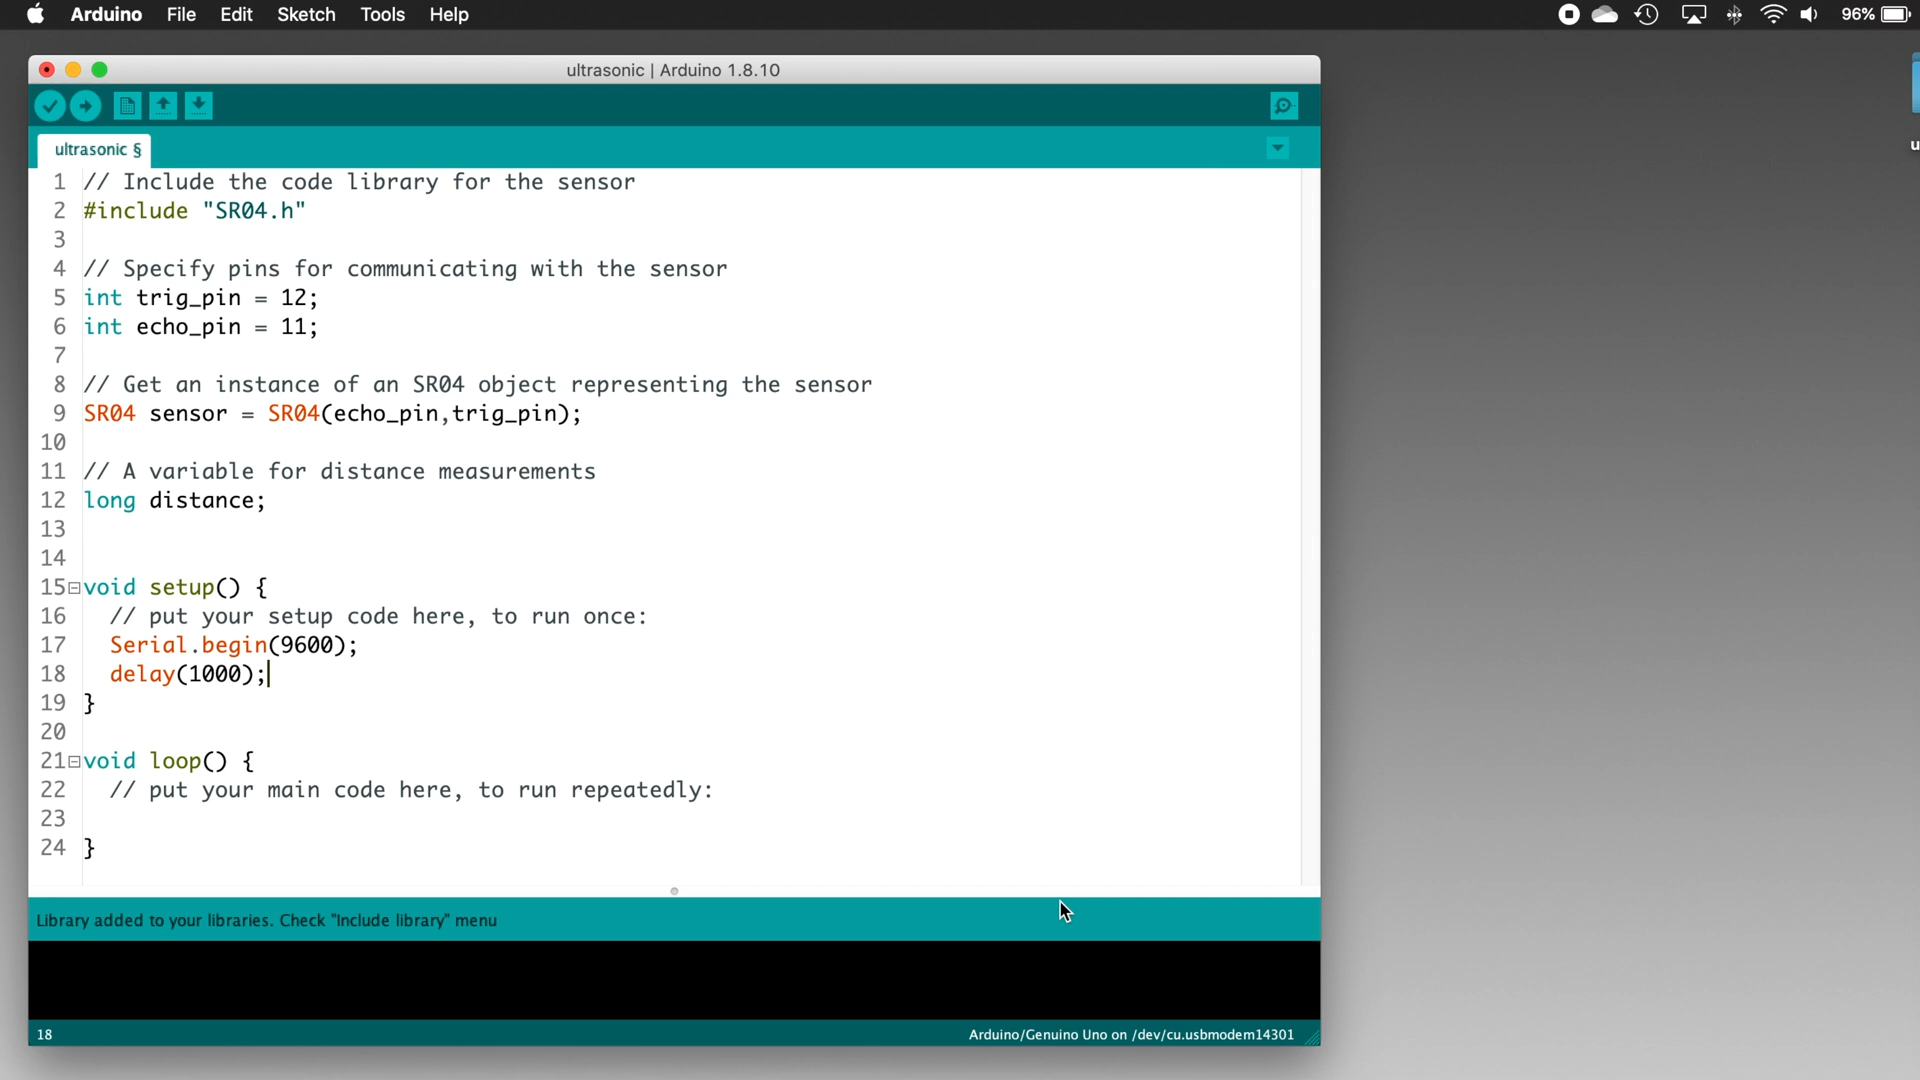 Arduino File Edit Sketch Tools Help 96%
ultrasonic | Arduino 1.8.10
ultrasonic §
1 // Include the code library for the sensor
2 #include "SR04.h"
3
4 // Specify pins for communicating with the sensor
5 int trig_pin = 12;
6 int echo_pin = 11;
7
8 // Get an instance of an SR04 object representing the sensor
9 SR04 sensor = SR04(echo_pin,trig_pin);
10
11 // A variable for distance measurements
12 long distance;
13
14
15 void setup() {
16 // put your setup code here, to run once:
17 Serial.begin(9600);
18 delay(1000);
19 }
20
21 void loop() {
22 // put your main code here, to run repeatedly:
23
24 }
Library added to your libraries. Check "Include library" menu
18 Arduino/Genuino Uno on /dev/cu.usbmodem14301